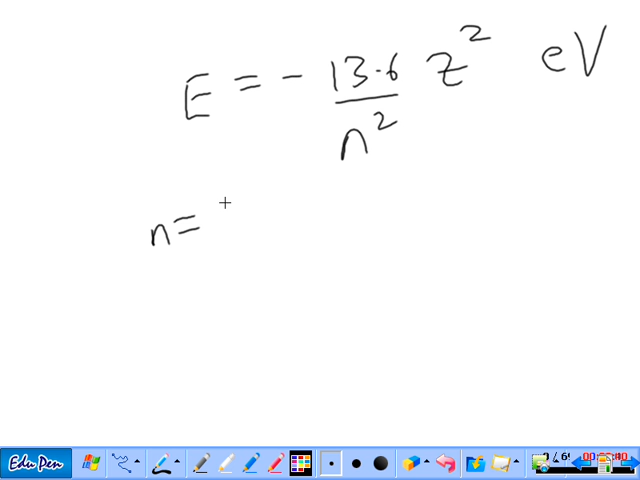 E = - 13.6/n² z² eV
n =
Edu Pen